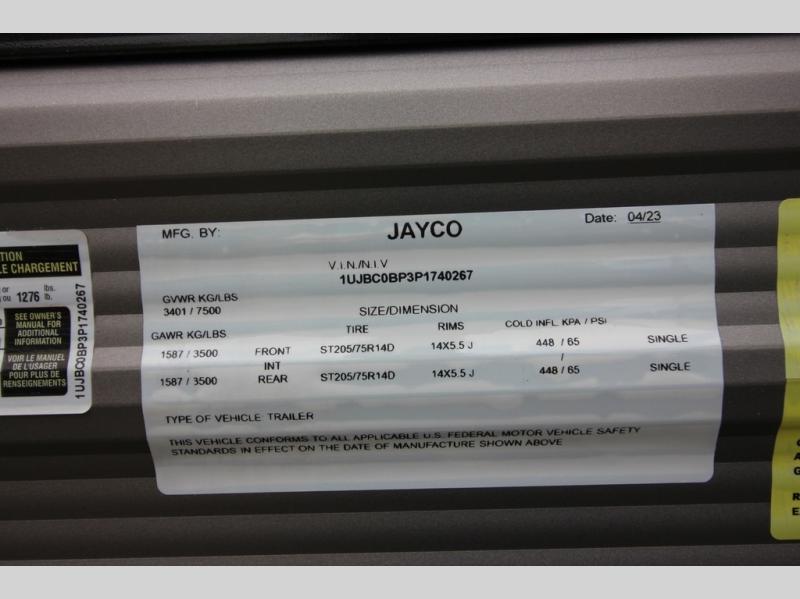 TION
LE CHARGEMENT
or lbs.
ou 1276 lb.
SEE OWNER'S
MANUAL FOR
ADDITIONAL
INFORMATION
VOIR LE MANUEL
DE L'USAGER
POUR PLUS DE
RENSEIGNEMENTS
1UJBC0BP3P1740267
MFG. BY: JAYCO Date: 04/23
V.I.N./N.I.V
1UJBC0BP3P1740267
GVWR KG/LBS
3401 / 7500 SIZE/DIMENSION
GAWR KG/LBS. TIRE RIMS COLD INFL. KPA / PSI
1587 / 3500 FRONT ST205/75R14D 14X5.5 J 448 / 65 SINGLE
INT /
1587 / 3500 REAR ST205/75R14D 14X5.5 J 448 / 65 SINGLE
TYPE OF VEHICLE: TRAILER
THIS VEHICLE CONFORMS TO ALL APPLICABLE U.S. FEDERAL MOTOR VEHICLE SAFETY
STANDARDS IN EFFECT ON THE DATE OF MANUFACTURE SHOWN ABOVE